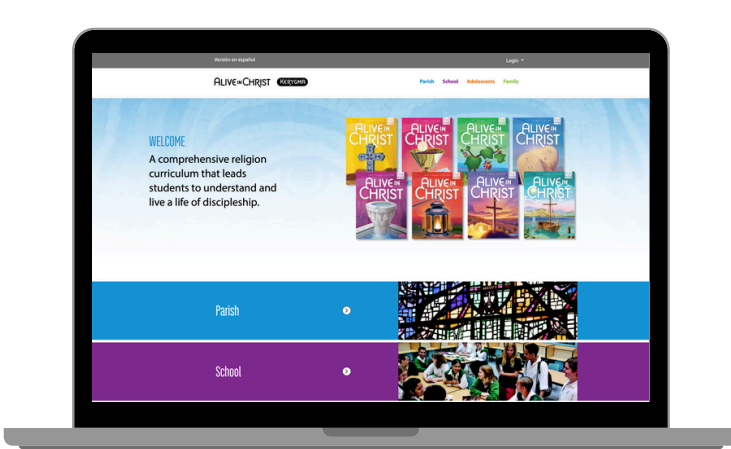 Versión en español
Login
ALIVE IN CHRIST KERYGMA
Parish School Adolescents Family
WELCOME
A comprehensive religion
curriculum that leads
students to understand and
live a life of discipleship.
ALIVE IN CHRIST
ALIVE IN CHRIST
ALIVE IN CHRIST
ALIVE IN CHRIST
ALIVE IN CHRIST
ALIVE IN CHRIST
ALIVE IN CHRIST
ALIVE IN CHRIST
Parish
School